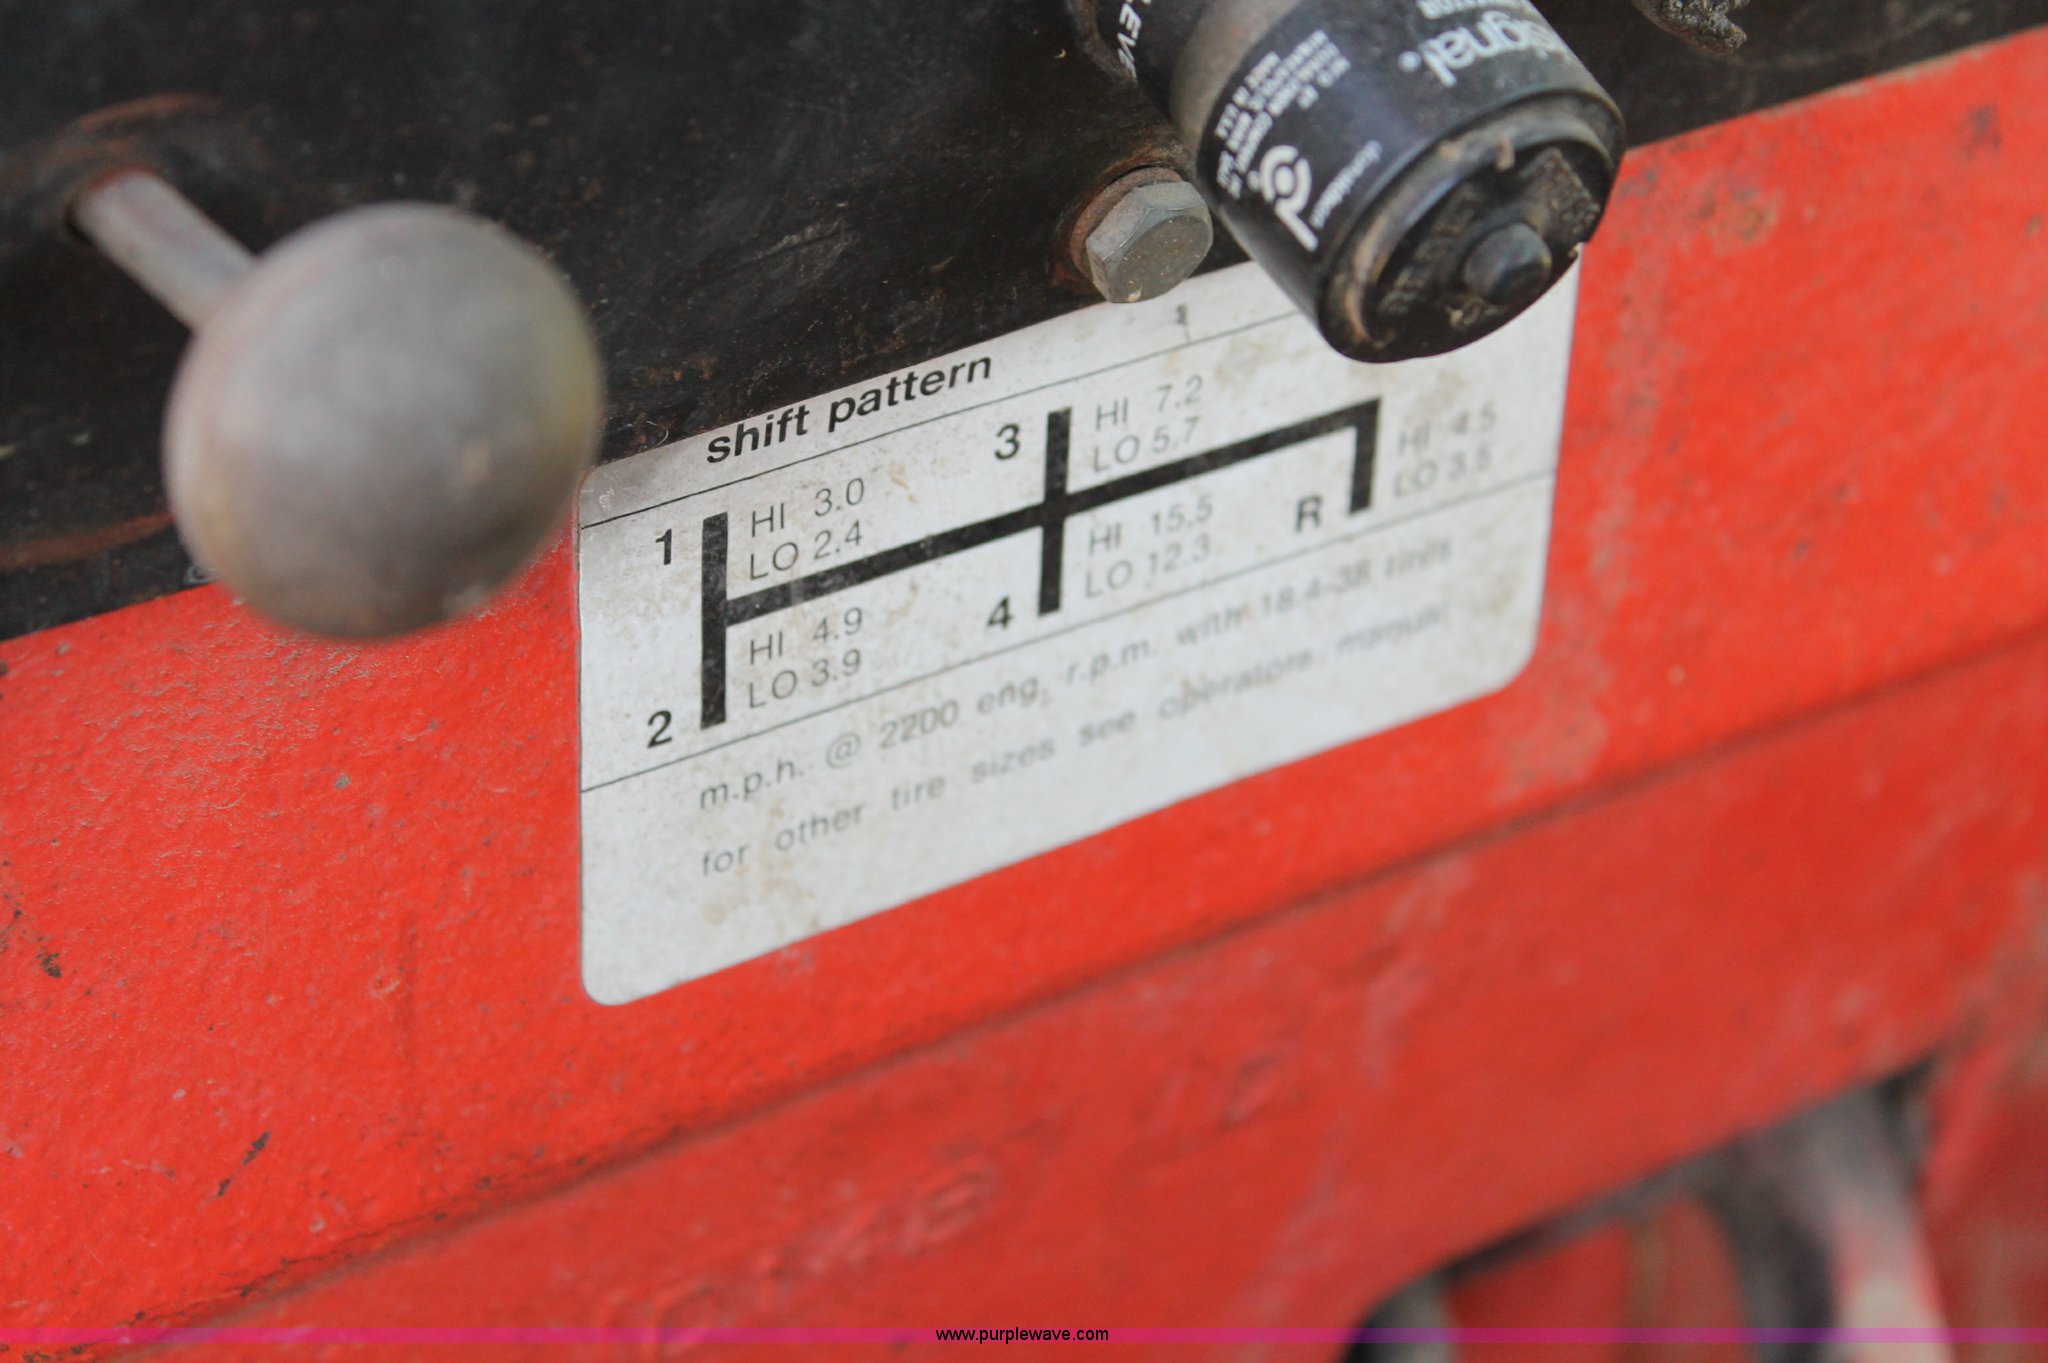 signal.
dominion
shift pattern
1 HI 3.0
LO 2.4
3 HI 7.2
LO 5.7
HI 4.5
LO 3.5
R
2 HI 4.9
LO 3.9
4 HI 15.5
LO 12.3
m.p.h. @ 2200 eng. r.p.m. with 18.4-38 tires
for other tire sizes see operators manual.
www.purplewave.com